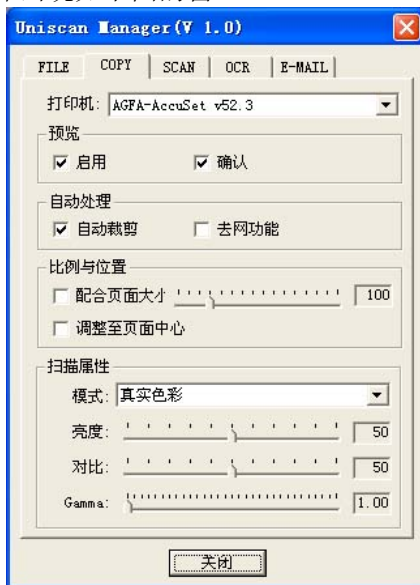 Uniscan Manager(V 1.0)
FILE COPY SCAN OCR E-MAIL
打印机: AGFA-AccuSet v52.3
预览
启用 确认
自动处理
自动裁剪 去网功能
比例与位置
配合页面大小 100
调整至页面中心
扫描属性
模式: 真实色彩
亮度: 50
对比: 50
Gamma: 1.00
关闭